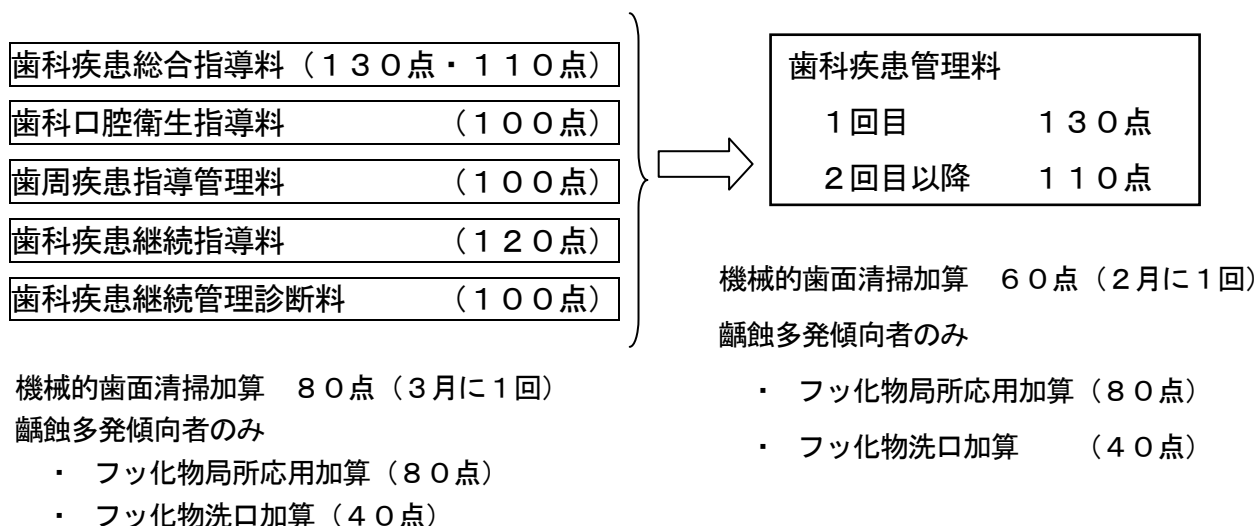 歯科疾患総合指導料（１３０点・１１０点）
歯科口腔衛生指導料　　　　　　（１００点）
歯周疾患指導管理料　　　　　　（１００点）
歯科疾患継続指導料　　　　　　（１２０点）
歯科疾患継続管理診断料　　　　（１００点）
機械的歯面清掃加算　８０点（３月に１回）
齲蝕多発傾向者のみ
・　フッ化物局所応用加算（８０点）
・　フッ化物洗口加算（４０点）
歯科疾患管理料
１回目　　　　１３０点
２回目以降　　１１０点
機械的歯面清掃加算　６０点（２月に１回）
齲蝕多発傾向者のみ
・　フッ化物局所応用加算（８０点）
・　フッ化物洗口加算　　（４０点）